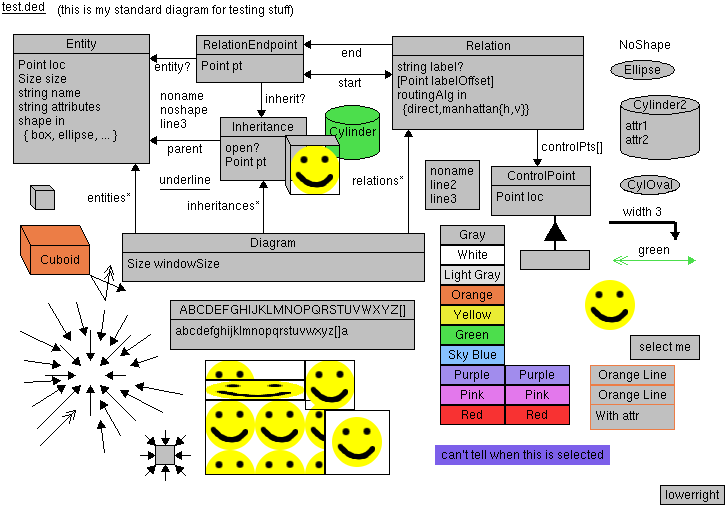 test.ded (this is my standard diagram for testing stuff)
Entity
Point loc
Size size
string name
string attributes
shape in
{ box, ellipse, ... }
entity?
RelationEndpoint
Point pt
end
start
inherit?
Relation
string label?
[Point labelOffset]
routingAlg in
{direct,manhattan{h,v}}
NoShape
Ellipse
Cylinder2
attr1
attr2
CylOval
noname
noshape
line3
parent
underline
Inheritance
open?
Point pt
Cylinder
controlPts[]
noname
line2
line3
ControlPoint
Point loc
entities*
inheritances*
relations*
width 3
green
Cuboid
Diagram
Size windowSize
Gray
White
Light Gray
Orange
Yellow
Green
Sky Blue
Purple Purple
Pink Pink
Red Red
ABCDEFGHIJKLMNOPQRSTUVWXYZ[]
abcdefghijklmnopqrstuvwxyz[]a
select me
Orange Line
Orange Line
With attr
can't tell when this is selected
lowerright